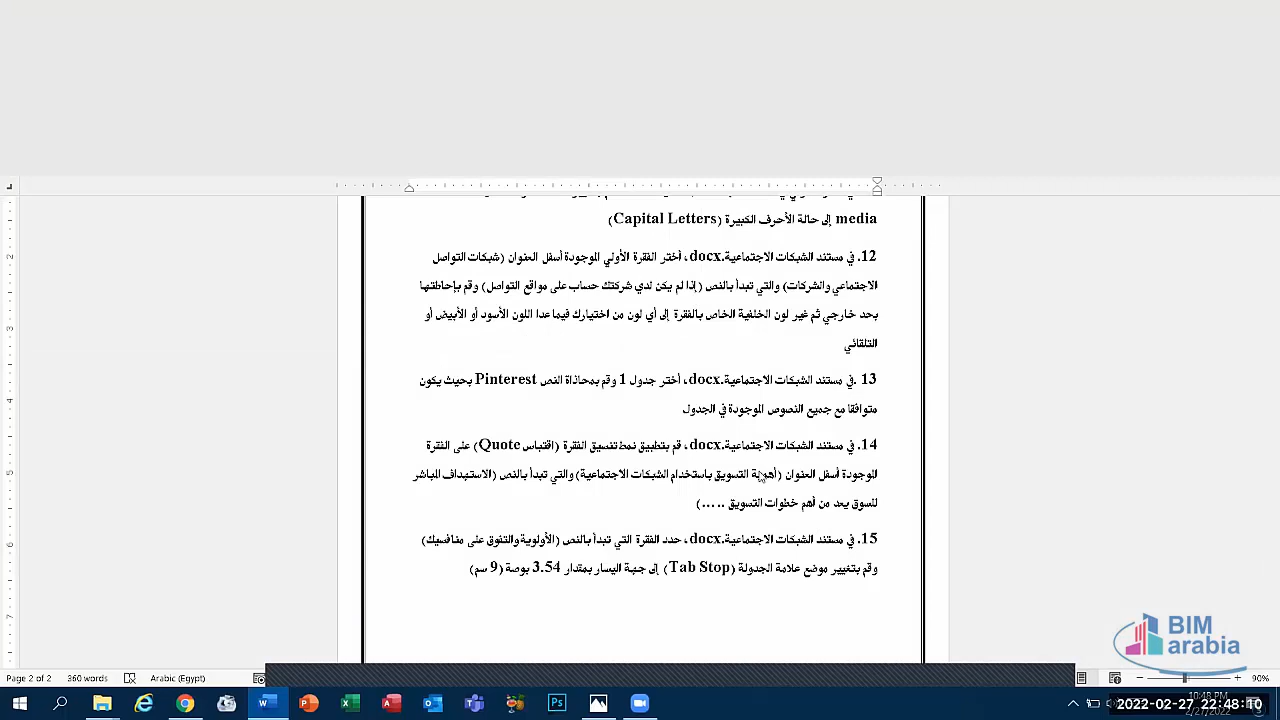 media إلى حالة الأحرف الكبيرة (Capital Letters)
12. في مستند الشبكات الاجتماعية.docx، أختر الفقرة الأولي الموجودة أسفل العنوان (شبكات التواصل
الاجتماعي والشركات) والتي تبدأ بالنص (إذا لم يكن لدي شركتك حساب على مواقع التواصل) وقم بإحاطتها
بحد خارجي ثم غير لون الخلفية الخاص بالفقرة إلى أي لون من اختيارك فيما عدا اللون الأسود أو الأبيض أو
التلقائي
13 .في مستند الشبكات الاجتماعية.docx، أختر جدول 1 وقم بمحاذاة النص Pinterest بحيث يكون
متوافقا مع جميع النصوص الموجودة في الجدول
14. في مستند الشبكات الاجتماعية.docx، قم بتطبيق نمط تنسيق الفقرة (اقتباس Quote) على الفقرة
الموجودة أسفل العنوان (أهمية التسويق باستخدام الشبكات الاجتماعية) والتي تبدأ بالنص (الاستهداف المباشر
للسوق يعد من أهم خطوات التسويق .....)
15. في مستند الشبكات الاجتماعية.docx، حدد الفقرة التي تبدأ بالنص (الأولوية والتفوق على منافسيك)
وقم بتغيير موضع علامة الجدولة (Tab Stop) إلى جهة اليسار بمقدار 3.54 بوصة (9 سم)
BIM
arabia
Page 2 of 2 360 words Arabic (Egypt) 90%
10:48 PM
2/27/2022
2022-02-27 22:48:10